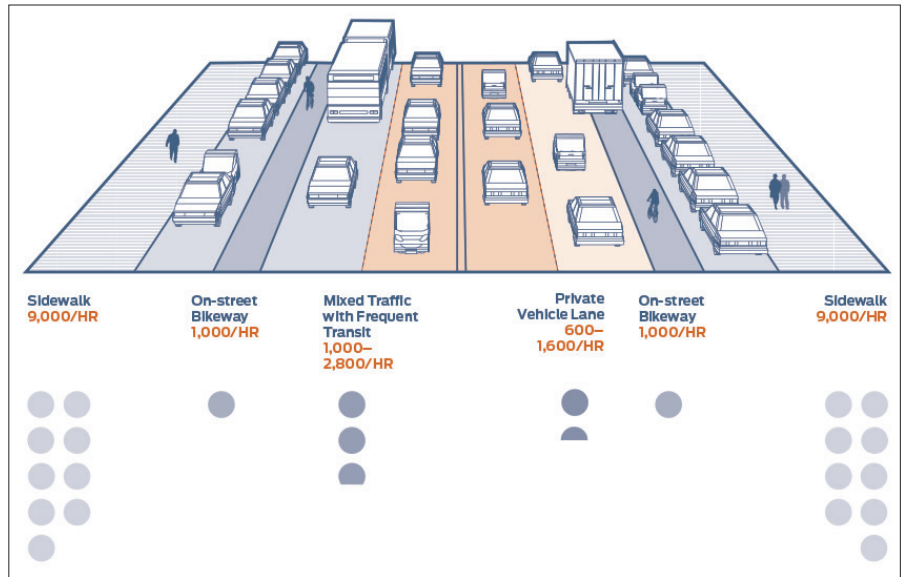 Sidewalk
9,000/HR
On-street
Bikeway
1,000/HR
Mixed Traffic
with Frequent
Transit
1,000–
2,800/HR
Private
Vehicle Lane
600–
1,600/HR
On-street
Bikeway
1,000/HR
Sidewalk
9,000/HR